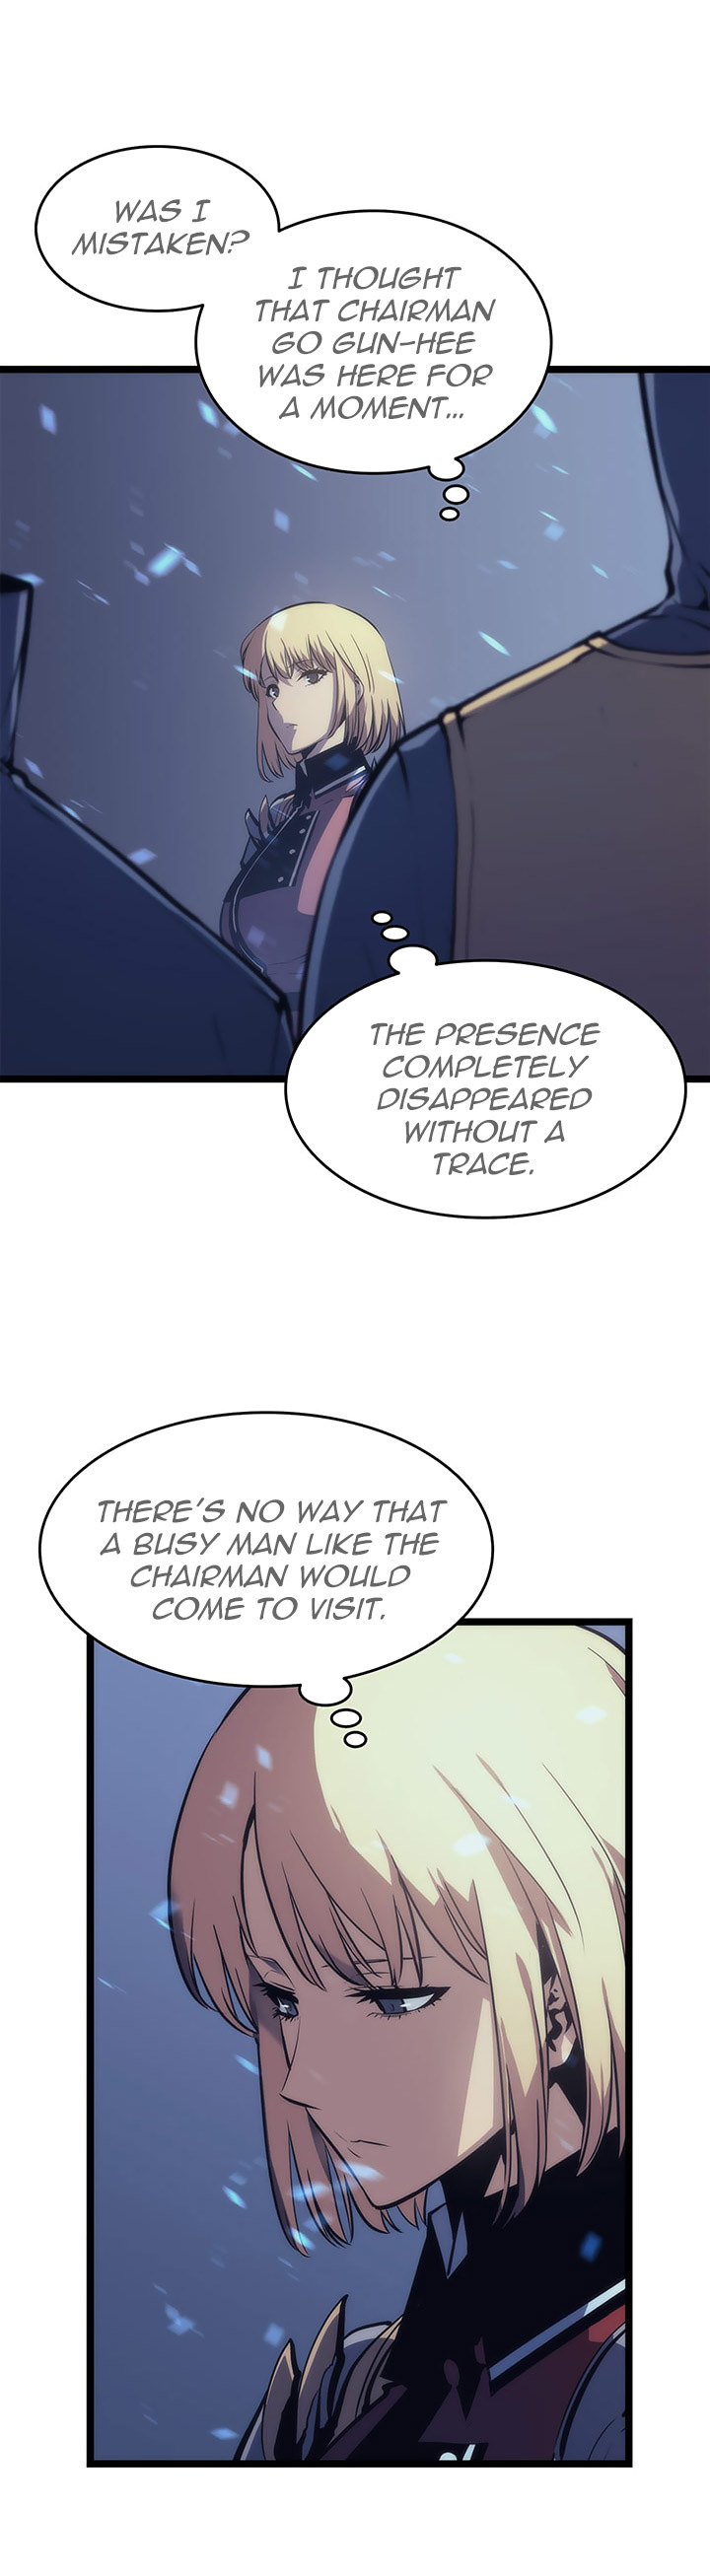 WAS I
MISTAKEN?
I THOUGHT
THAT CHAIRMAN
GO GUN-HEE
WAS HERE FOR
A MOMENT...
THE PRESENCE
COMPLETELY
DISAPPEARED
WITHOUT A
TRACE.
THERE'S NO WAY THAT
A BUSY MAN LIKE THE
CHAIRMAN WOULD
COME TO VISIT.